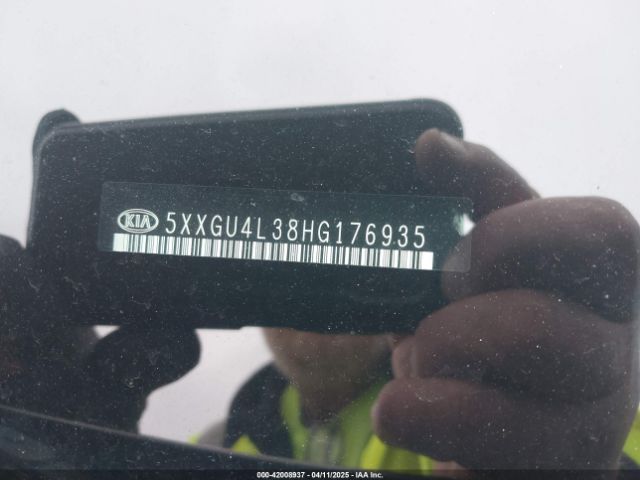 KIA 5XXGU4L38HG176935
000-42008937 - 04/11/2025 - IAA Inc.